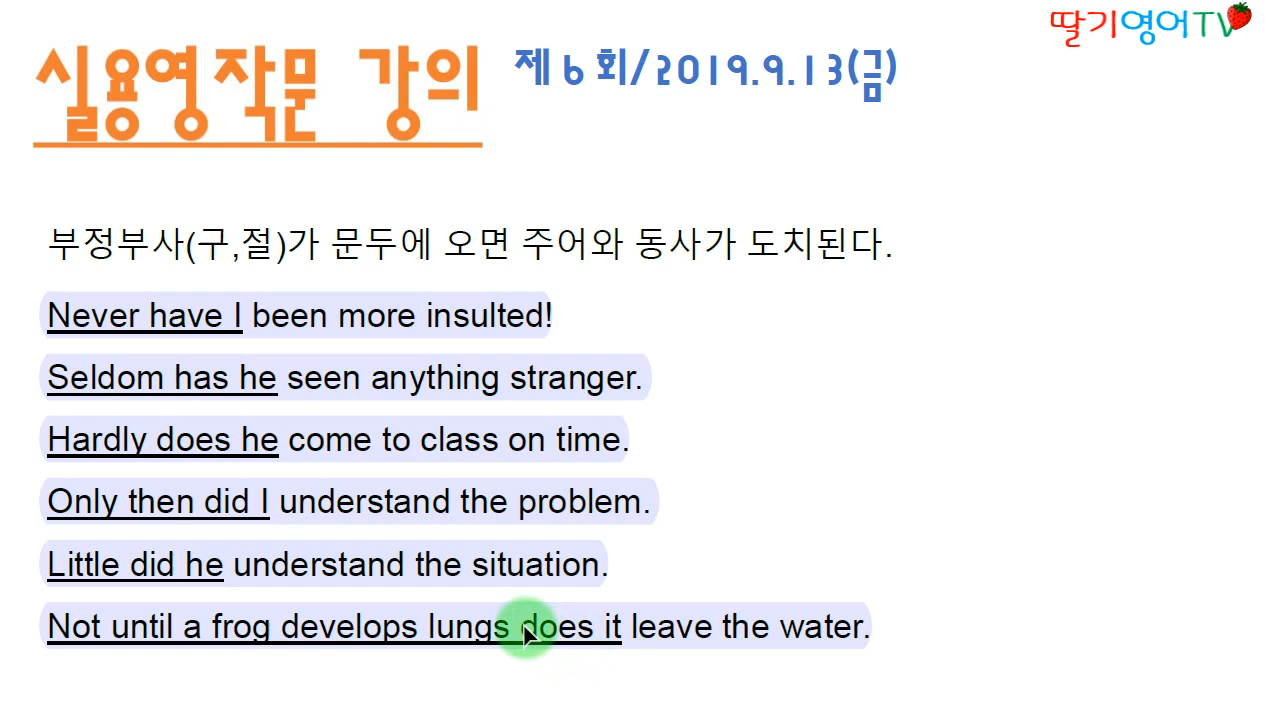 딸기영어TV
실용영작문 강의 제 6 회/2019.9.13(금)
부정부사(구,절)가 문두에 오면 주어와 동사가 도치된다.
Never have I been more insulted!
Seldom has he seen anything stranger.
Hardly does he come to class on time.
Only then did I understand the problem.
Little did he understand the situation.
Not until a frog develops lungs does it leave the water.